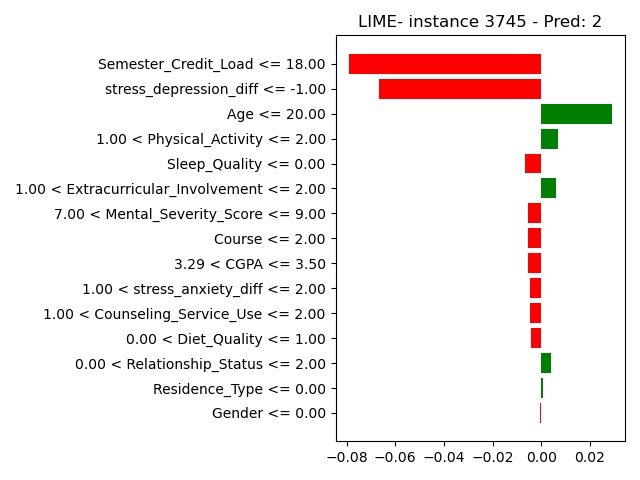 LIME- instance 3745 - Pred: 2
Semester_Credit_Load <= 18.00
stress_depression_diff <= -1.00
Age <= 20.00
1.00 < Physical_Activity <= 2.00
Sleep_Quality <= 0.00
1.00 < Extracurricular_Involvement <= 2.00
7.00 < Mental_Severity_Score <= 9.00
Course <= 2.00
3.29 < CGPA <= 3.50
1.00 < stress_anxiety_diff <= 2.00
1.00 < Counseling_Service_Use <= 2.00
0.00 < Diet_Quality <= 1.00
0.00 < Relationship_Status <= 2.00
Residence_Type <= 0.00
Gender <= 0.00
−0.08 −0.06 −0.04 −0.02 0.00 0.02